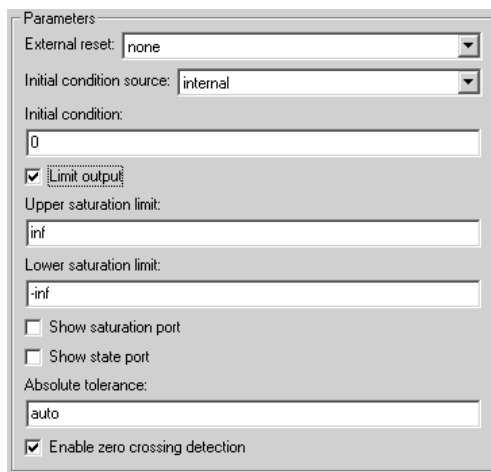 Parameters
External reset: none
Initial condition source: internal
Initial condition:
0
Limit output
Upper saturation limit:
inf
Lower saturation limit:
-inf
Show saturation port
Show state port
Absolute tolerance:
auto
Enable zero crossing detection